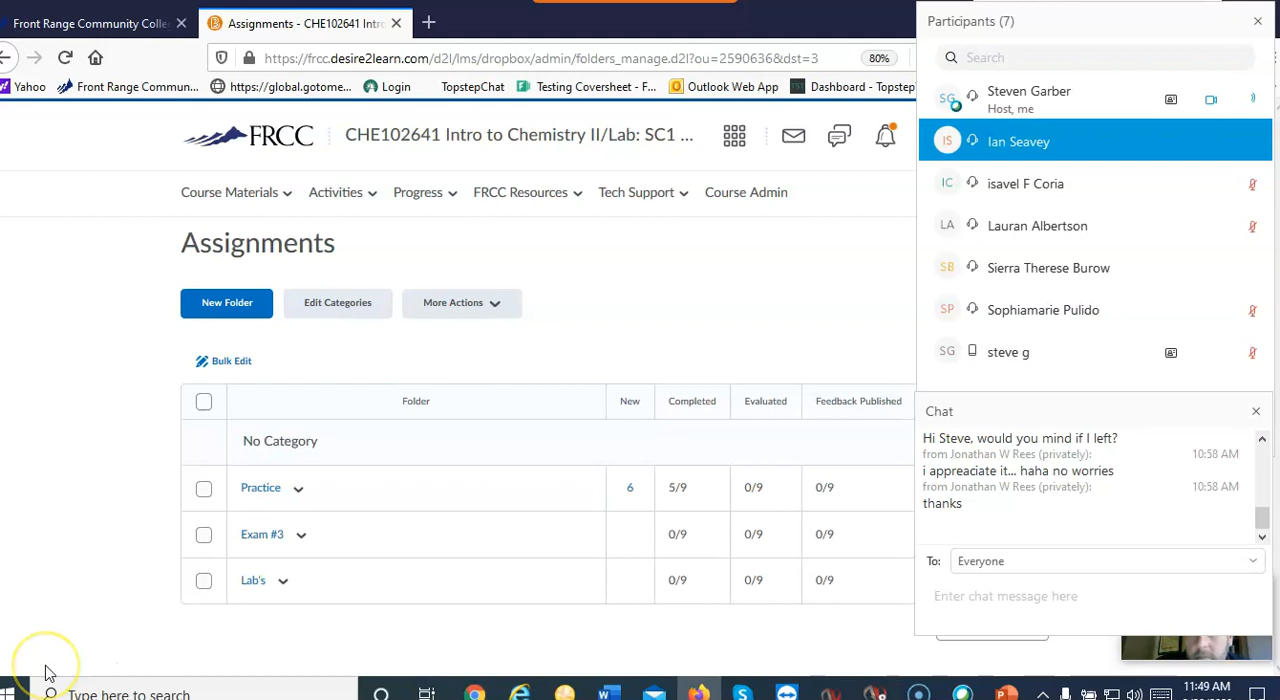 Front Range Community Colle
Assignments - CHE102641 Intro
Participants (7)
https://frcc.desire2learn.com/d2l/lms/dropbox/admin/folders_manage.d2l?ou=2590636&dst=3
80%
Search
Yahoo
Front Range Commun...
https://global.gotome...
Login
TopstepChat
Testing Coversheet - F...
Outlook Web App
Dashboard - Topstep
SG
Steven Garber
Host, me
FRCC
CHE102641 Intro to Chemistry II/Lab: SC1 ...
IS
Ian Seavey
Course Materials
Activities
Progress
FRCC Resources
Tech Support
Course Admin
IC
isavel F Coria
LA
Lauran Albertson
Assignments
SB
Sierra Therese Burow
New Folder
Edit Categories
More Actions
SP
Sophiamarie Pulido
SG
steve g
Bulk Edit
Folder
New
Completed
Evaluated
Feedback Published
Chat
No Category
Hi Steve, would you mind if I left?
from Jonathan W Rees (privately):
10:58 AM
i appreaciate it... haha no worries
from Jonathan W Rees (privately):
10:58 AM
thanks
Practice
6
5/9
0/9
0/9
Exam #3
0/9
0/9
0/9
To:
Everyone
Lab's
0/9
0/9
0/9
Enter chat message here
Type here to search
11:49 AM